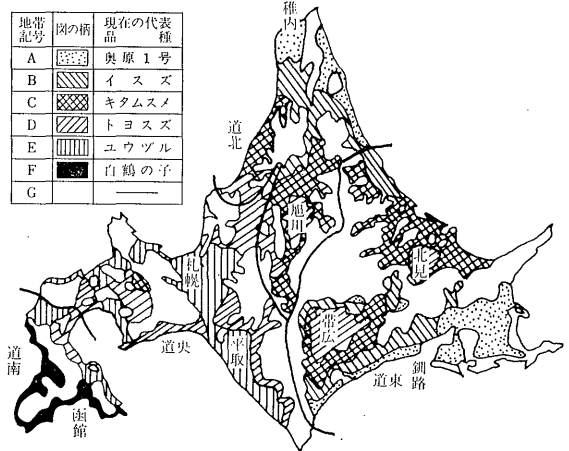 地帯記号 図の柄 現在の代表品種
A 奥原1号
B イスズ
C キタムスメ
D トヨスズ
E ユウヅル
F 白鶴の子
G ——
稚内
道北
旭川
北見
札幌
帯広
平取
道央
道東
釧路
道南
函館